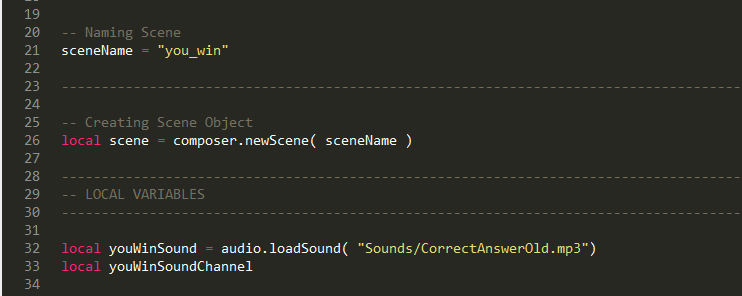 19
20 -- Naming Scene
21 sceneName = "you_win"
22
23 -------------------------------------------------------------------------------------
24
25 -- Creating Scene Object
26 local scene = composer.newScene( sceneName )
27
28 -------------------------------------------------------------------------------------
29 -- LOCAL VARIABLES
30 -------------------------------------------------------------------------------------
31
32 local youWinSound = audio.loadSound( "Sounds/CorrectAnswerOld.mp3")
33 local youWinSoundChannel
34